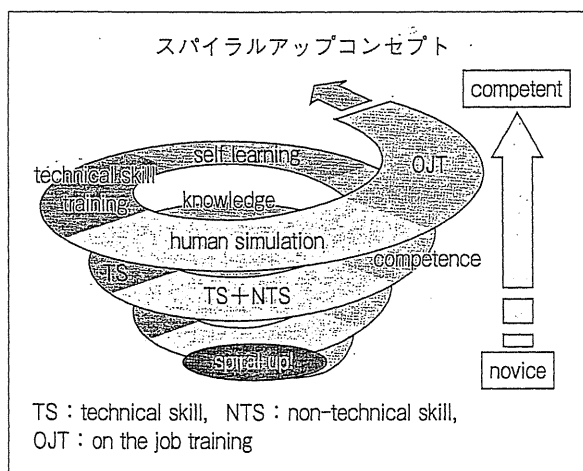 スパイラルアップコンセプト
competent
self learning
OJT
technical skill
training
knowledge
human simulation
competence
TS
TS+NTS
spiral up!
novice
TS：technical skill, NTS：non-technical skill,
OJT：on the job training